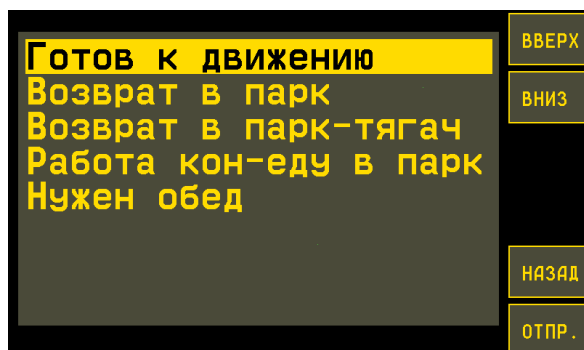 Готов к движению
Возврат в парк
Возврат в парк-тягач
Работа кон-еду в парк
Нужен обед
ВВЕРХ
ВНИЗ
НАЗАД
ОТПР.